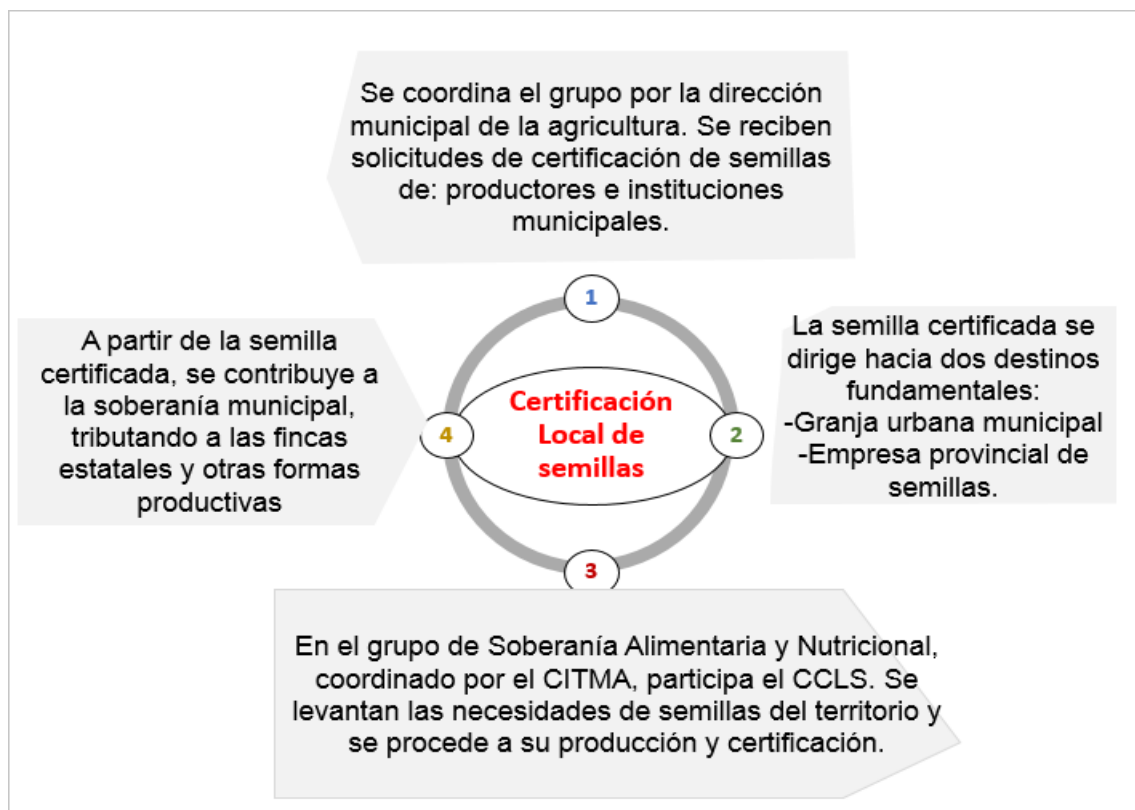 Se coordina el grupo por la dirección
municipal de la agricultura. Se reciben
solicitudes de certificación de semillas
de: productores e instituciones
municipales.
1
La semilla certificada se
dirige hacia dos destinos
fundamentales:
-Granja urbana municipal
-Empresa provincial de
semillas.
2
Certificación
Local de
semillas
A partir de la semilla
certificada, se contribuye a
la soberanía municipal,
tributando a las fincas
estatales y otras formas
productivas
4
3
En el grupo de Soberanía Alimentaria y Nutricional,
coordinado por el CITMA, participa el CCLS. Se
levantan las necesidades de semillas del territorio y
se procede a su producción y certificación.